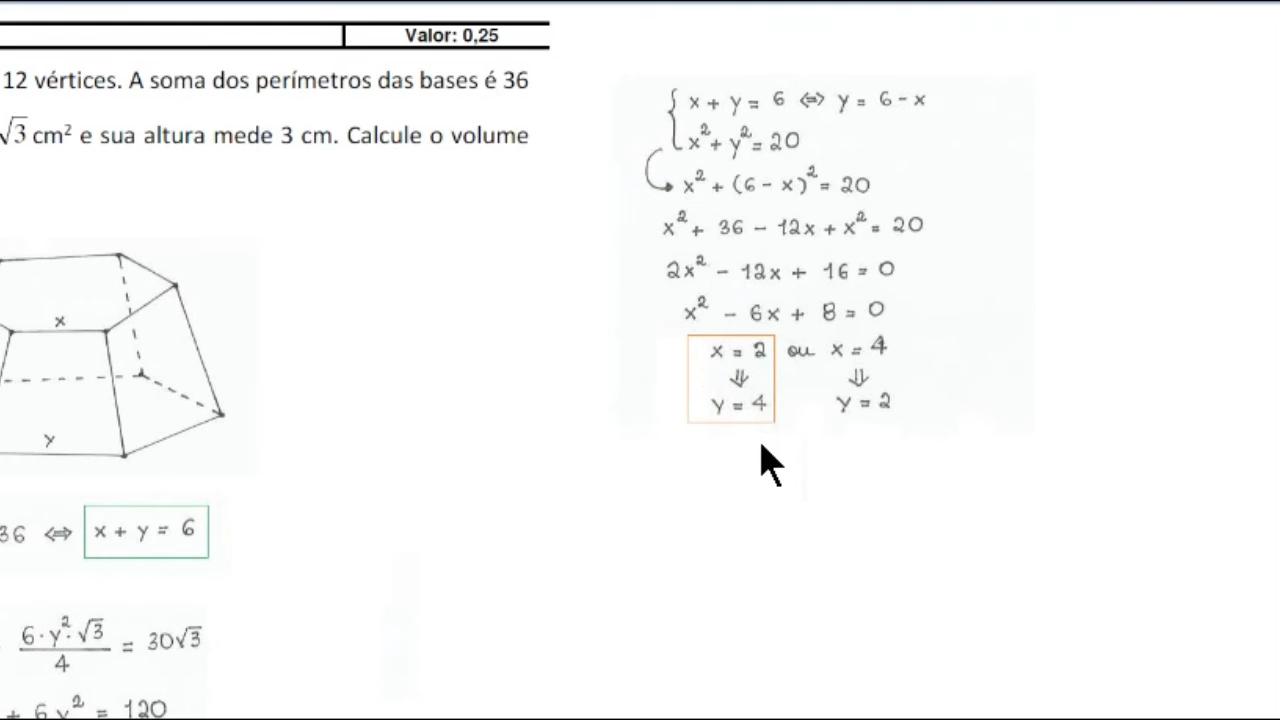 Valor: 0,25
12 vértices. A soma dos perímetros das bases é 36
√3 cm² e sua altura mede 3 cm. Calcule o volume
x
y
36 ⇔ x + y = 6
6·y²·√3 / 4 = 30√3
+ 6y² = 120
x + y = 6 ⇔ y = 6 - x
x² + y² = 20
x² + (6 - x)² = 20
x² + 36 - 12x + x² = 20
2x² - 12x + 16 = 0
x² - 6x + 8 = 0
x = 2 ou x = 4
⇓ ⇓
y = 4 y = 2